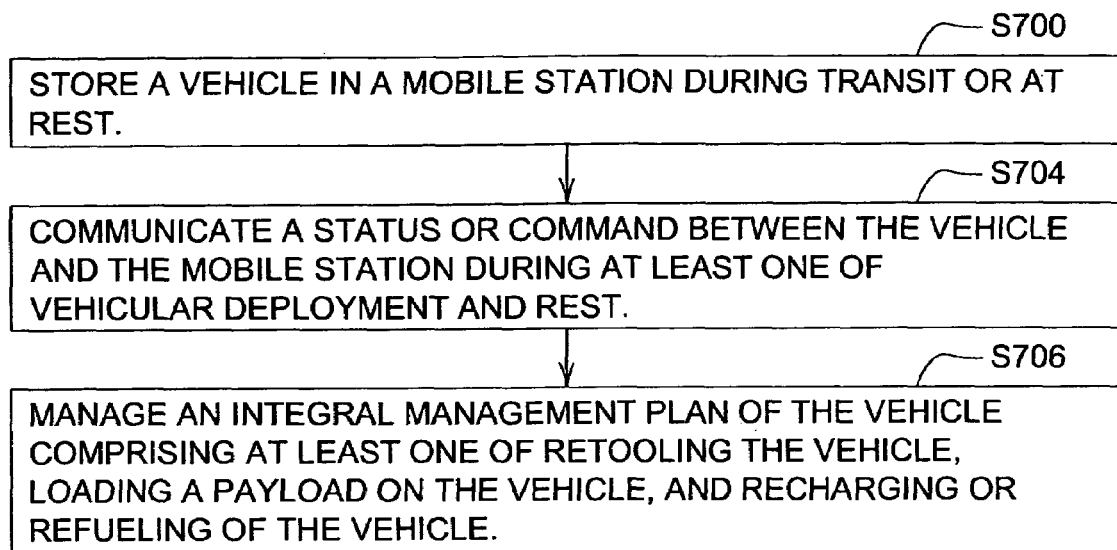 S700
STORE A VEHICLE IN A MOBILE STATION DURING TRANSIT OR AT
REST.
S704
COMMUNICATE A STATUS OR COMMAND BETWEEN THE VEHICLE
AND THE MOBILE STATION DURING AT LEAST ONE OF
VEHICULAR DEPLOYMENT AND REST.
S706
MANAGE AN INTEGRAL MANAGEMENT PLAN OF THE VEHICLE
COMPRISING AT LEAST ONE OF RETOOLING THE VEHICLE,
LOADING A PAYLOAD ON THE VEHICLE, AND RECHARGING OR
REFUELING OF THE VEHICLE.